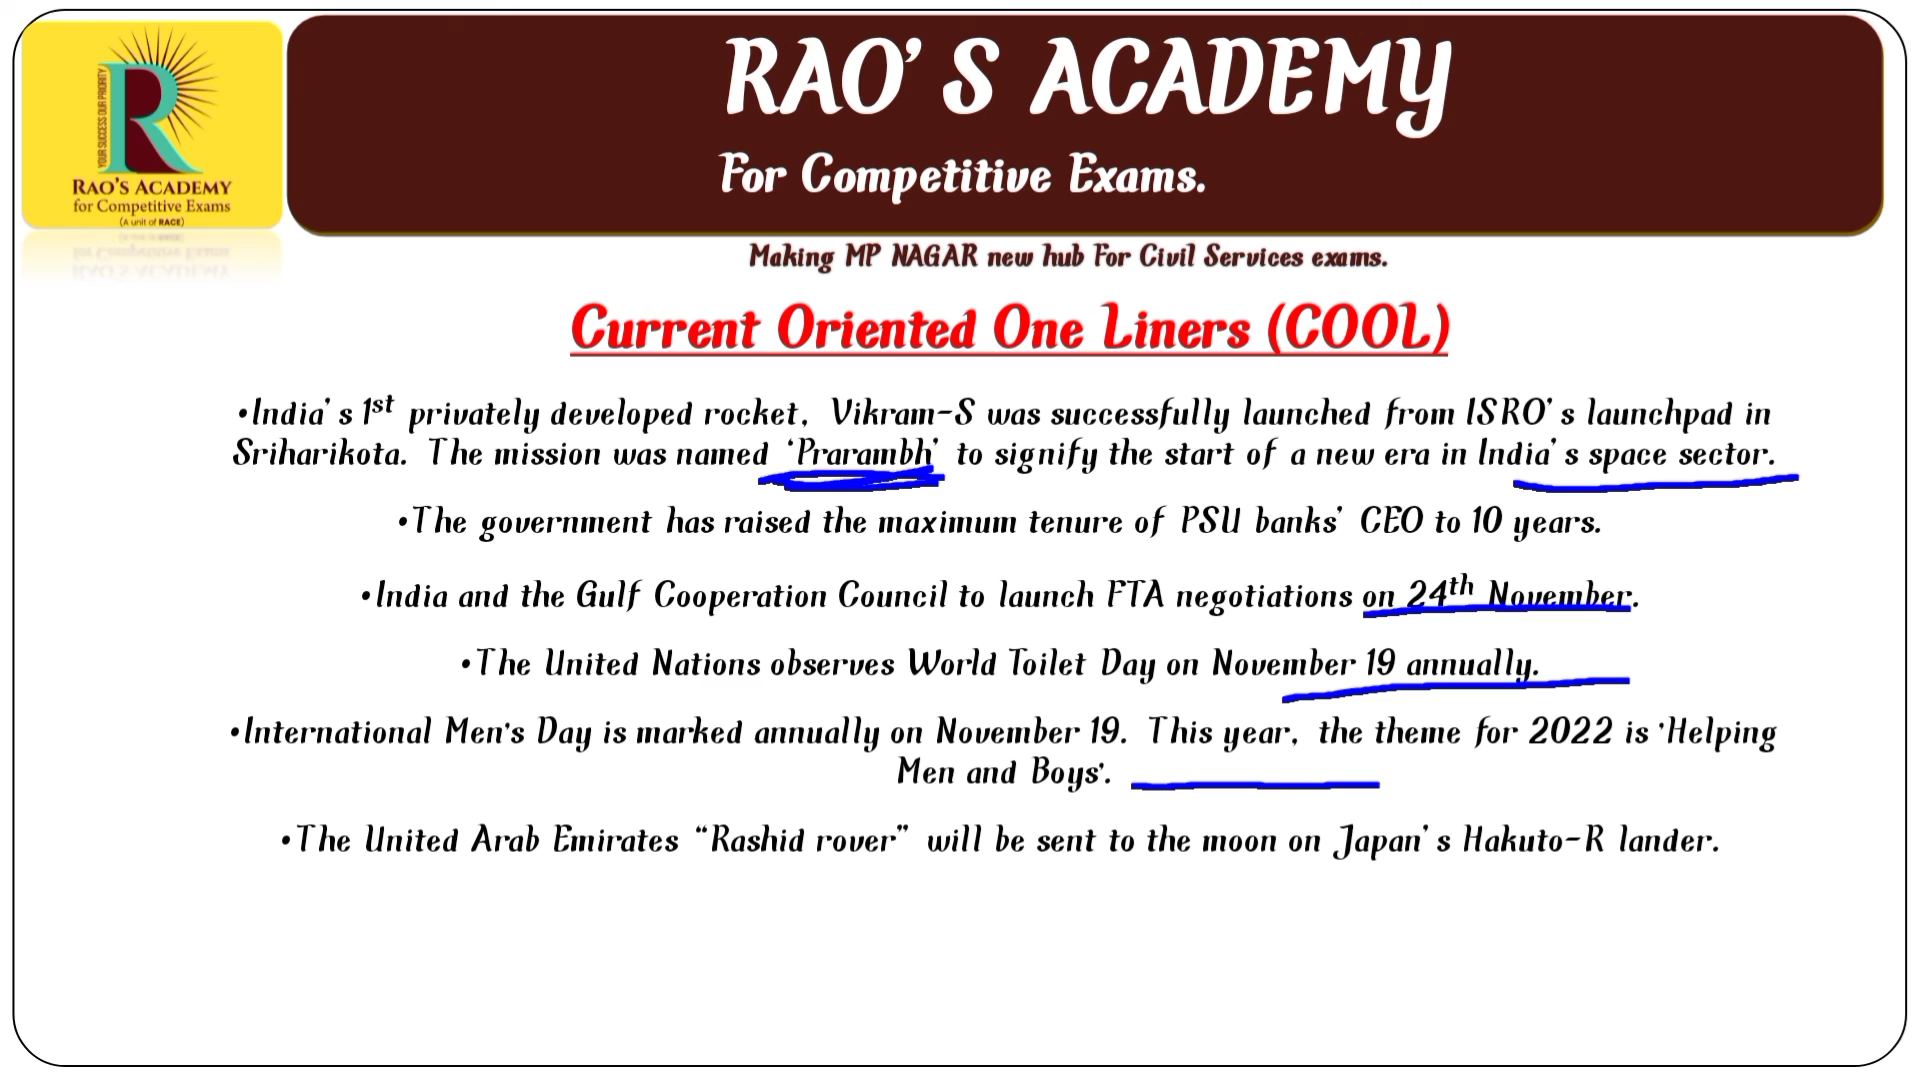 YOUR SUCCESS OUR PRIORITY
R
RAO'S ACADEMY
for Competitive Exams
(A unit of RACE)
RAO'S ACADEMY
For Competitive Exams.
Making MP NAGAR new hub For Civil Services exams.
Current Oriented One Liners (COOL)
•India's 1st privately developed rocket, Vikram-S was successfully launched from ISRO's launchpad in
Sriharikota. The mission was named 'Prarambh' to signify the start of a new era in India's space sector.
•The government has raised the maximum tenure of PSU banks' CEO to 10 years.
•India and the Gulf Cooperation Council to launch FTA negotiations on 24th November.
•The United Nations observes World Toilet Day on November 19 annually.
•International Men's Day is marked annually on November 19. This year, the theme for 2022 is 'Helping
Men and Boys'.
•The United Arab Emirates “Rashid rover” will be sent to the moon on Japan's Hakuto-R lander.